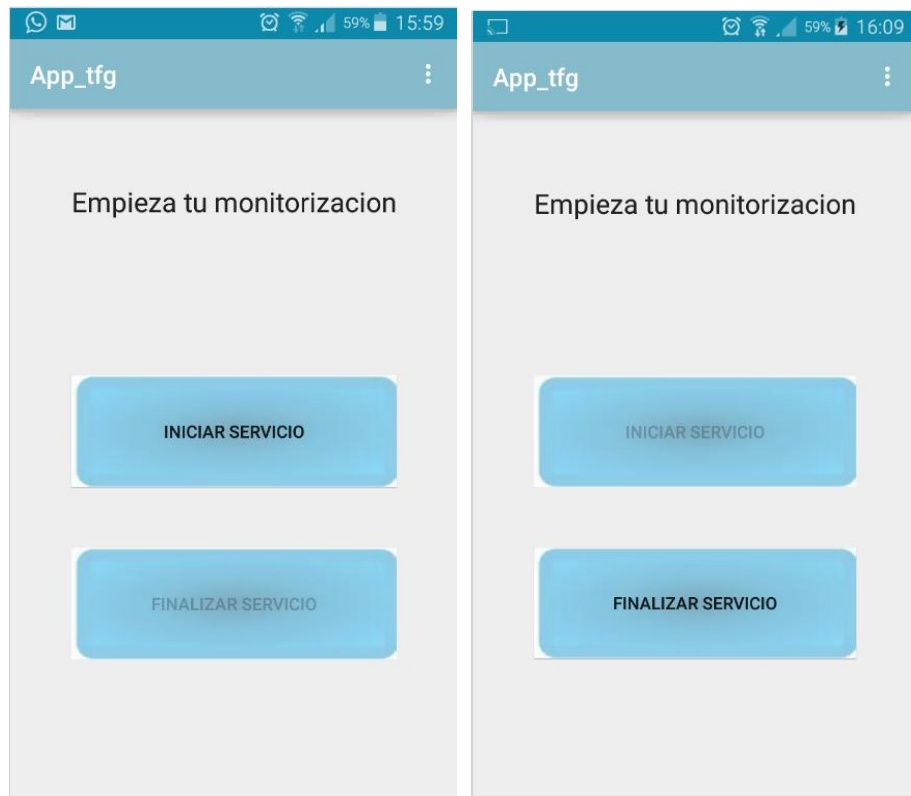 59% 15:59
App_tfg
Empieza tu monitorizacion
INICIAR SERVICIO
FINALIZAR SERVICIO
59% 16:09
App_tfg
Empieza tu monitorizacion
INICIAR SERVICIO
FINALIZAR SERVICIO